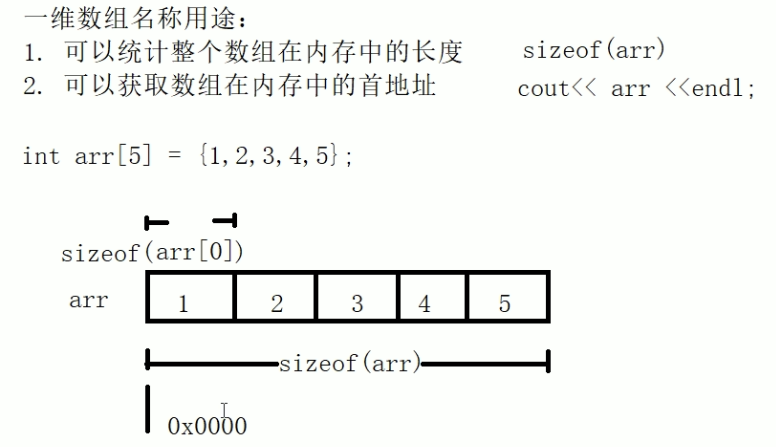 一维数组名称用途：
1. 可以统计整个数组在内存中的长度 sizeof(arr)
2. 可以获取数组在内存中的首地址 cout<< arr <<endl;
int arr[5] = {1,2,3,4,5};
sizeof(arr[0])
arr 1 2 3 4 5
sizeof(arr)
0x0000